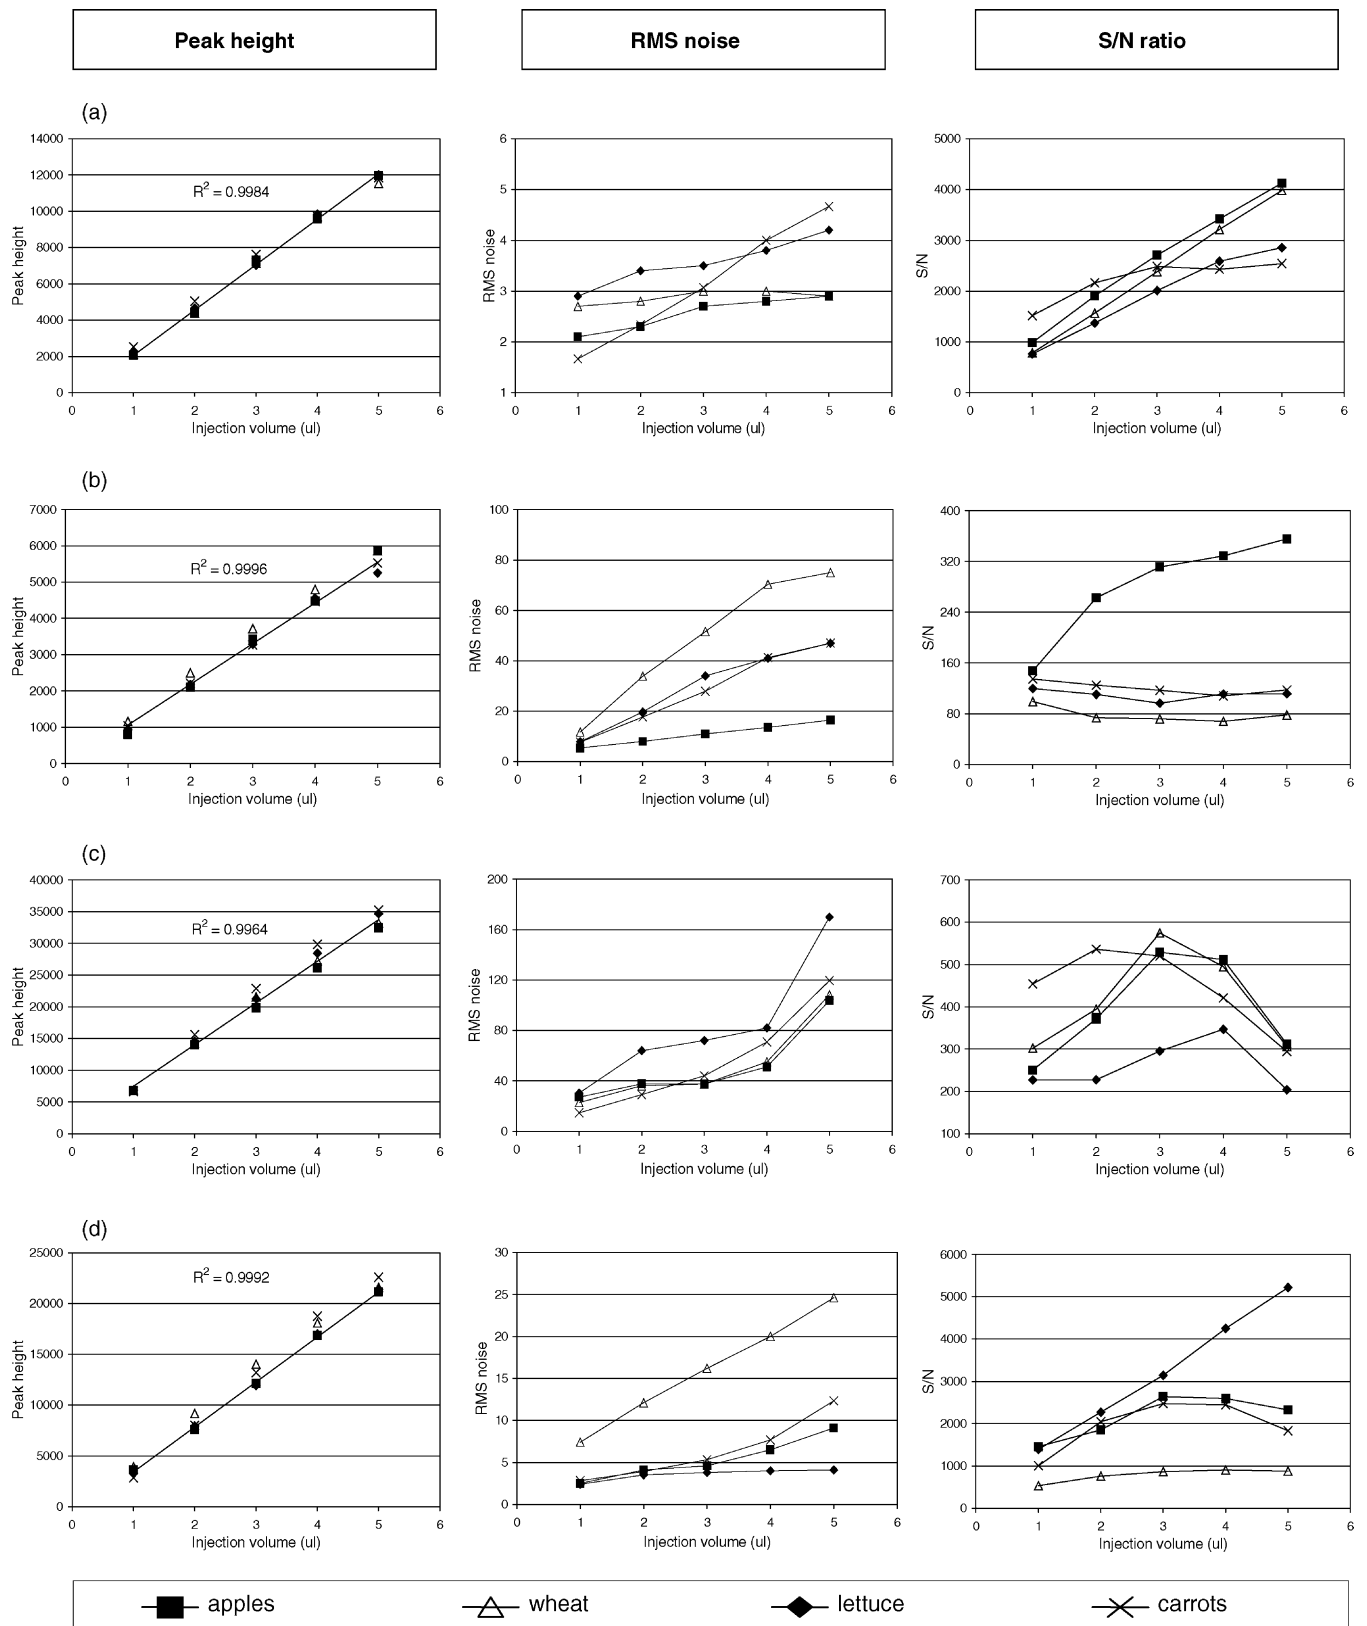 Peak height
RMS noise
S/N ratio
(a)
14000
12000
10000
8000
6000
4000
2000
0
Peak height
R² = 0.9984
0 1 2 3 4 5 6
Injection volume (ul)
6
5
4
3
2
1
RMS noise
0 1 2 3 4 5 6
Injection volume (ul)
5000
4000
3000
2000
1000
0
S/N
0 1 2 3 4 5 6
Injection volume (ul)
(b)
7000
6000
5000
4000
3000
2000
1000
0
Peak height
R² = 0.9996
0 1 2 3 4 5 6
Injection volume (ul)
100
80
60
40
20
0
RMS noise
0 1 2 3 4 5 6
Injection volume (ul)
400
320
240
160
80
0
S/N
0 1 2 3 4 5 6
Injection volume (ul)
(c)
40000
35000
30000
25000
20000
15000
10000
5000
0
Peak height
R² = 0.9964
0 1 2 3 4 5 6
Injection volume (ul)
200
160
120
80
40
0
RMS noise
0 1 2 3 4 5 6
Injection volume (ul)
700
600
500
400
300
200
100
S/N
0 1 2 3 4 5 6
Injection volume (ul)
(d)
25000
20000
15000
10000
5000
0
Peak height
R² = 0.9992
0 1 2 3 4 5 6
Injection volume (ul)
30
25
20
15
10
5
0
RMS noise
0 1 2 3 4 5 6
Injection volume (ul)
6000
5000
4000
3000
2000
1000
0
S/N
0 1 2 3 4 5 6
Injection volume (ul)
apples wheat lettuce carrots